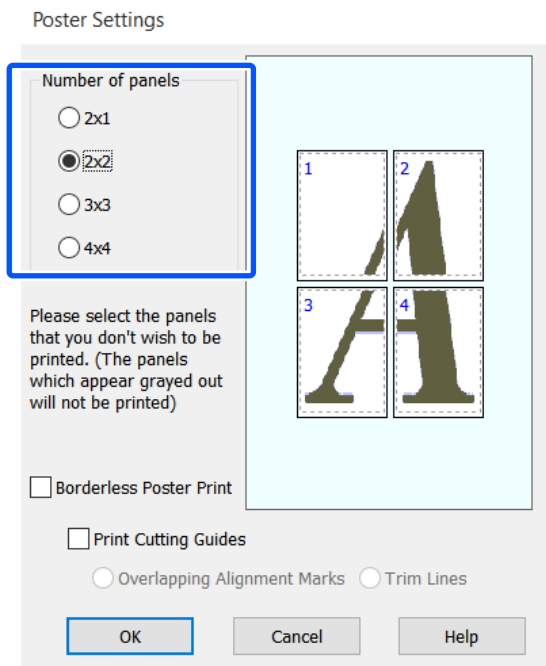 Poster Settings
Number of panels
2x1
2x2
3x3
4x4
1
2
3
4
Please select the panels
that you don't wish to be
printed. (The panels
which appear grayed out
will not be printed)
Borderless Poster Print
Print Cutting Guides
Overlapping Alignment Marks
Trim Lines
OK
Cancel
Help